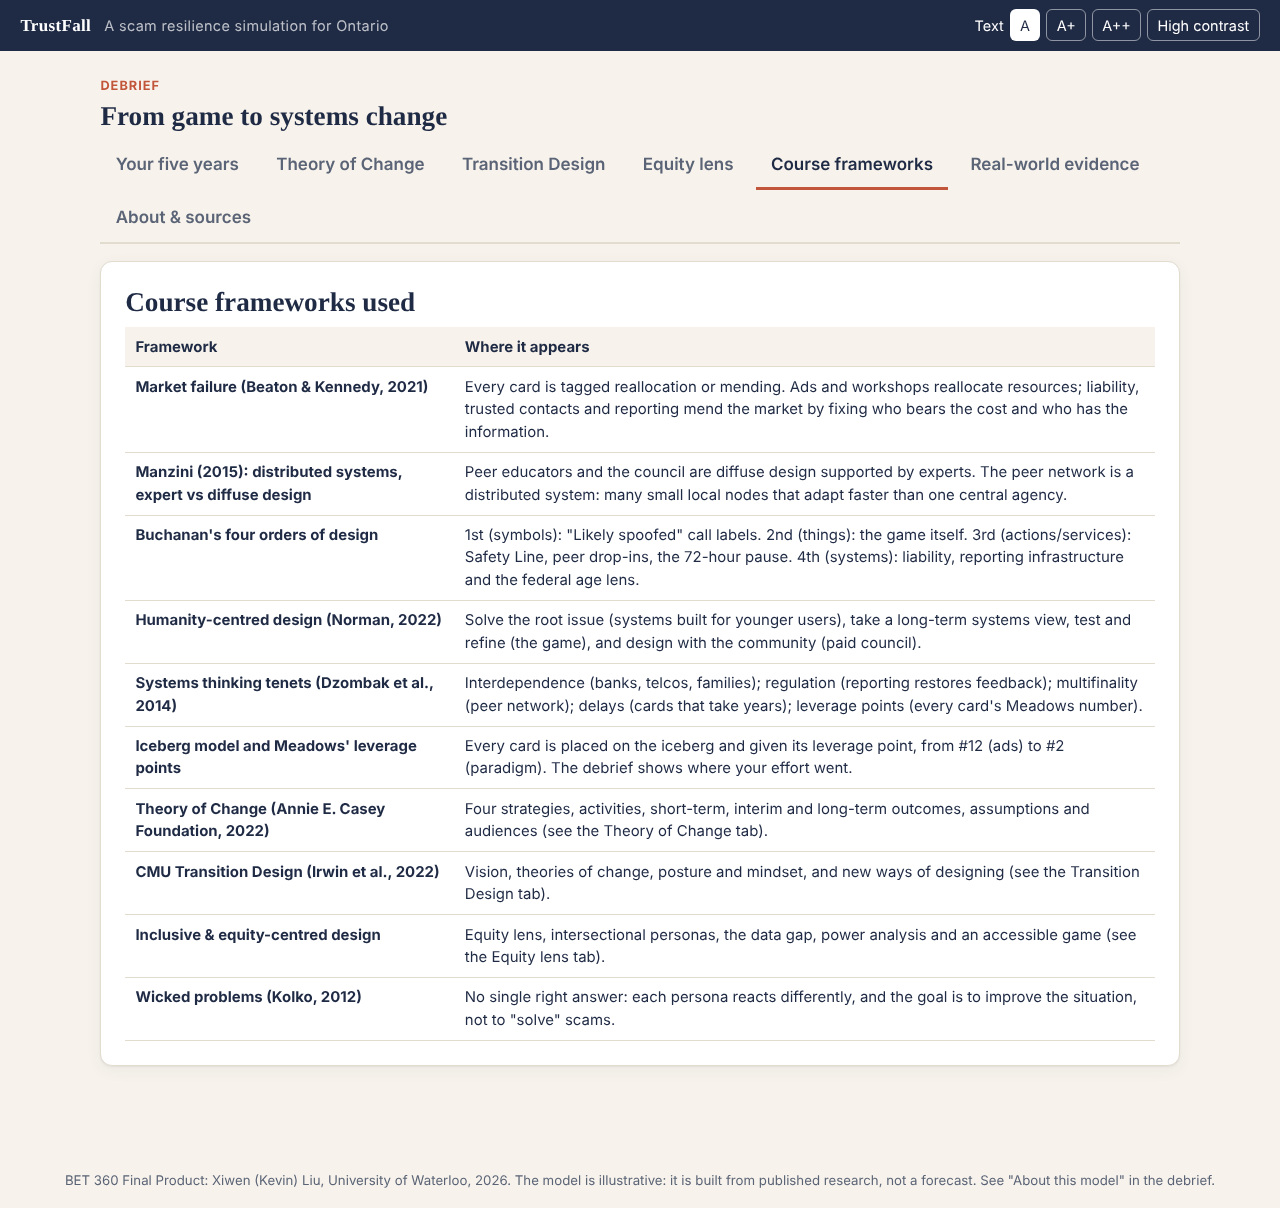 TrustFall A scam resilience simulation for Ontario Text A A+ A++ High contrast
DEBRIEF
From game to systems change
Your five years Theory of Change Transition Design Equity lens Course frameworks Real-world evidence
About & sources
Course frameworks used
Framework Where it appears
Market failure (Beaton & Kennedy, 2021) Every card is tagged reallocation or mending. Ads and workshops reallocate resources; liability,
trusted contacts and reporting mend the market by fixing who bears the cost and who has the
information.
Manzini (2015): distributed systems, Peer educators and the council are diffuse design supported by experts. The peer network is a
expert vs diffuse design distributed system: many small local nodes that adapt faster than one central agency.
Buchanan's four orders of design 1st (symbols): "Likely spoofed" call labels. 2nd (things): the game itself. 3rd (actions/services):
Safety Line, peer drop-ins, the 72-hour pause. 4th (systems): liability, reporting infrastructure
and the federal age lens.
Humanity-centred design (Norman, 2022) Solve the root issue (systems built for younger users), take a long-term systems view, test and
refine (the game), and design with the community (paid council).
Systems thinking tenets (Dzombak et al., Interdependence (banks, telcos, families); regulation (reporting restores feedback); multifinality
2014) (peer network); delays (cards that take years); leverage points (every card's Meadows number).
Iceberg model and Meadows' leverage Every card is placed on the iceberg and given its leverage point, from #12 (ads) to #2
points (paradigm). The debrief shows where your effort went.
Theory of Change (Annie E. Casey Four strategies, activities, short-term, interim and long-term outcomes, assumptions and
Foundation, 2022) audiences (see the Theory of Change tab).
CMU Transition Design (Irwin et al., 2022) Vision, theories of change, posture and mindset, and new ways of designing (see the Transition
Design tab).
Inclusive & equity-centred design Equity lens, intersectional personas, the data gap, power analysis and an accessible game (see
the Equity lens tab).
Wicked problems (Kolko, 2012) No single right answer: each persona reacts differently, and the goal is to improve the situation,
not to "solve" scams.
BET 360 Final Product: Xiwen (Kevin) Liu, University of Waterloo, 2026. The model is illustrative: it is built from published research, not a forecast. See "About this model" in the debrief.